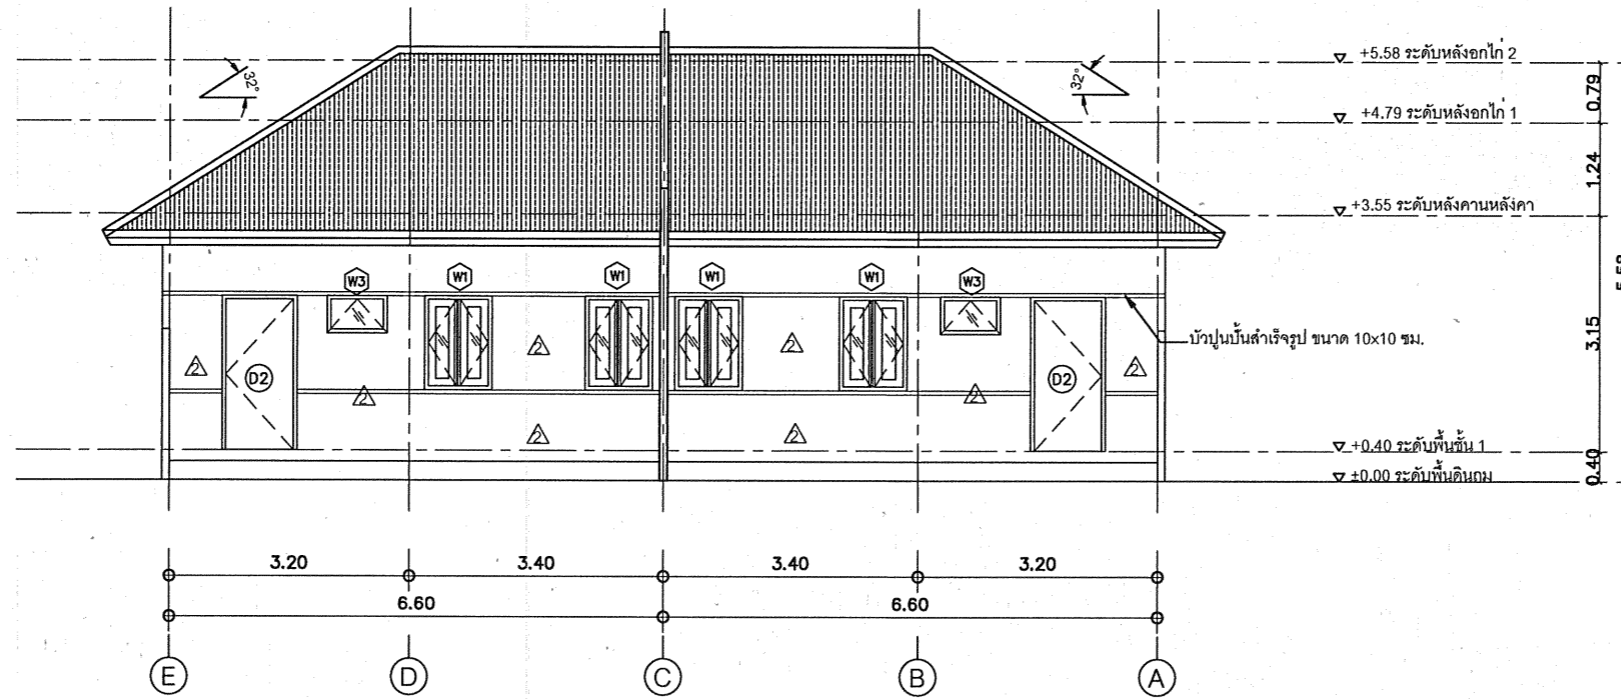 +5.58 ระดับหลังอกไก่ 2
0.79
32°
32°
+4.79 ระดับหลังอกไก่ 1
1.24
+3.55 ระดับหลังคานหลังคา
5.58
W3
W1
W1
W1
W1
W3
บัวปูนปั้นสำเร็จรูป ขนาด 10x10 ซม.
3.15
2
2
2
2
D2
D2
2
2
2
2
+0.40 ระดับพื้นชั้น 1
0.40
±0.00 ระดับพื้นดินถม
3.20
3.40
3.40
3.20
6.60
6.60
E
D
C
B
A